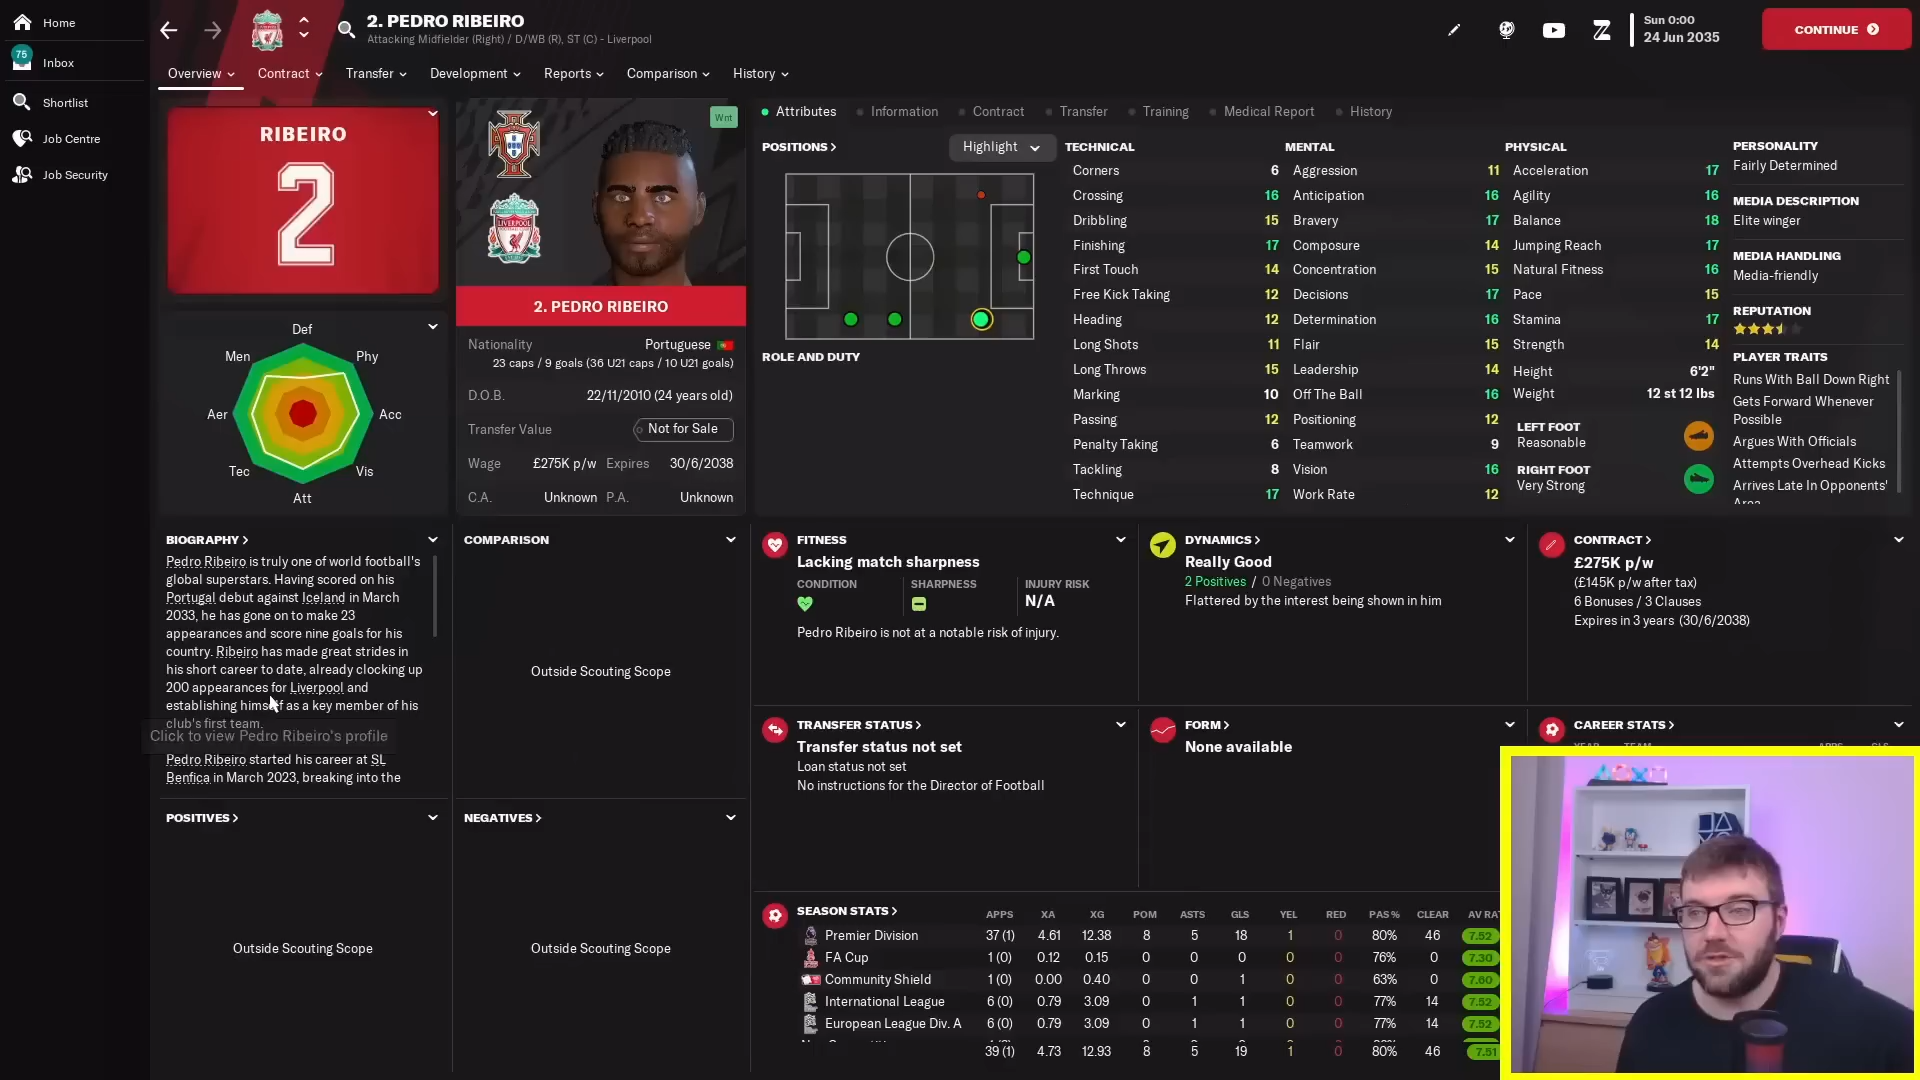 Home
75
Inbox
Shortlist
Job Centre
Job Security
2. PEDRO RIBEIRO
Attacking Midfielder (Right) / D/WB (R), ST (C) - Liverpool
Sun 0:00
24 Jun 2035
CONTINUE
Overview
Contract
Transfer
Development
Reports
Comparison
History
RIBEIRO
2
Def
Men
Phy
Aer
Acc
Tec
Vis
Att
Wnt
2. PEDRO RIBEIRO
Nationality Portuguese
23 caps / 9 goals (36 U21 caps / 10 U21 goals)
D.O.B. 22/11/2010 (24 years old)
Transfer Value Not for Sale
Wage £275K p/w Expires 30/6/2038
C.A. Unknown P.A. Unknown
Attributes
Information
Contract
Transfer
Training
Medical Report
History
POSITIONS
Highlight
ROLE AND DUTY
TECHNICAL
Corners 6
Crossing 16
Dribbling 15
Finishing 17
First Touch 14
Free Kick Taking 12
Heading 12
Long Shots 11
Long Throws 15
Marking 10
Passing 12
Penalty Taking 6
Tackling 8
Technique 17
MENTAL
Aggression 11
Anticipation 16
Bravery 17
Composure 14
Concentration 15
Decisions 17
Determination 16
Flair 15
Leadership 14
Off The Ball 16
Positioning 12
Teamwork 9
Vision 16
Work Rate 12
PHYSICAL
Acceleration 17
Agility 16
Balance 18
Jumping Reach 17
Natural Fitness 16
Pace 15
Stamina 17
Strength 14
Height 6'2"
Weight 12 st 12 lbs
LEFT FOOT
Reasonable
RIGHT FOOT
Very Strong
PERSONALITY
Fairly Determined
MEDIA DESCRIPTION
Elite winger
MEDIA HANDLING
Media-friendly
REPUTATION
PLAYER TRAITS
Runs With Ball Down Right
Gets Forward Whenever
Possible
Argues With Officials
Attempts Overhead Kicks
Arrives Late In Opponents'
Area
BIOGRAPHY
Pedro Ribeiro is truly one of world football's
global superstars. Having scored on his
Portugal debut against Iceland in March
2033, he has gone on to make 23
appearances and score nine goals for his
country. Ribeiro has made great strides in
his short career to date, already clocking up
200 appearances for Liverpool and
establishing himself as a key member of his
club's first team.
Click to view Pedro Ribeiro's profile
Pedro Ribeiro started his career at SL
Benfica in March 2023, breaking into the
COMPARISON
Outside Scouting Scope
FITNESS
Lacking match sharpness
CONDITION
SHARPNESS
INJURY RISK
N/A
Pedro Ribeiro is not at a notable risk of injury.
DYNAMICS
Really Good
2 Positives / 0 Negatives
Flattered by the interest being shown in him
CONTRACT
£275K p/w
(£145K p/w after tax)
6 Bonuses / 3 Clauses
Expires in 3 years (30/6/2038)
TRANSFER STATUS
Transfer status not set
Loan status not set
No instructions for the Director of Football
FORM
None available
CAREER STATS
YEAR TEAM APPS GLS
POSITIVES
Outside Scouting Scope
NEGATIVES
Outside Scouting Scope
SEASON STATS APPS XA XG POM ASTS GLS YEL RED PAS % CLEAR AV RA
Premier Division 37 (1) 4.61 12.38 8 5 18 1 0 80% 46 7.52
FA Cup 1 (0) 0.12 0.15 0 0 0 0 0 76% 0 7.30
Community Shield 1 (0) 0.00 0.40 0 0 1 0 0 63% 0 7.60
International League 6 (0) 0.79 3.09 0 1 1 0 0 77% 14 7.52
European League Div. A 6 (0) 0.79 3.09 0 1 1 0 0 77% 14 7.52
39 (1) 4.73 12.93 8 5 19 1 0 80% 46 7.51